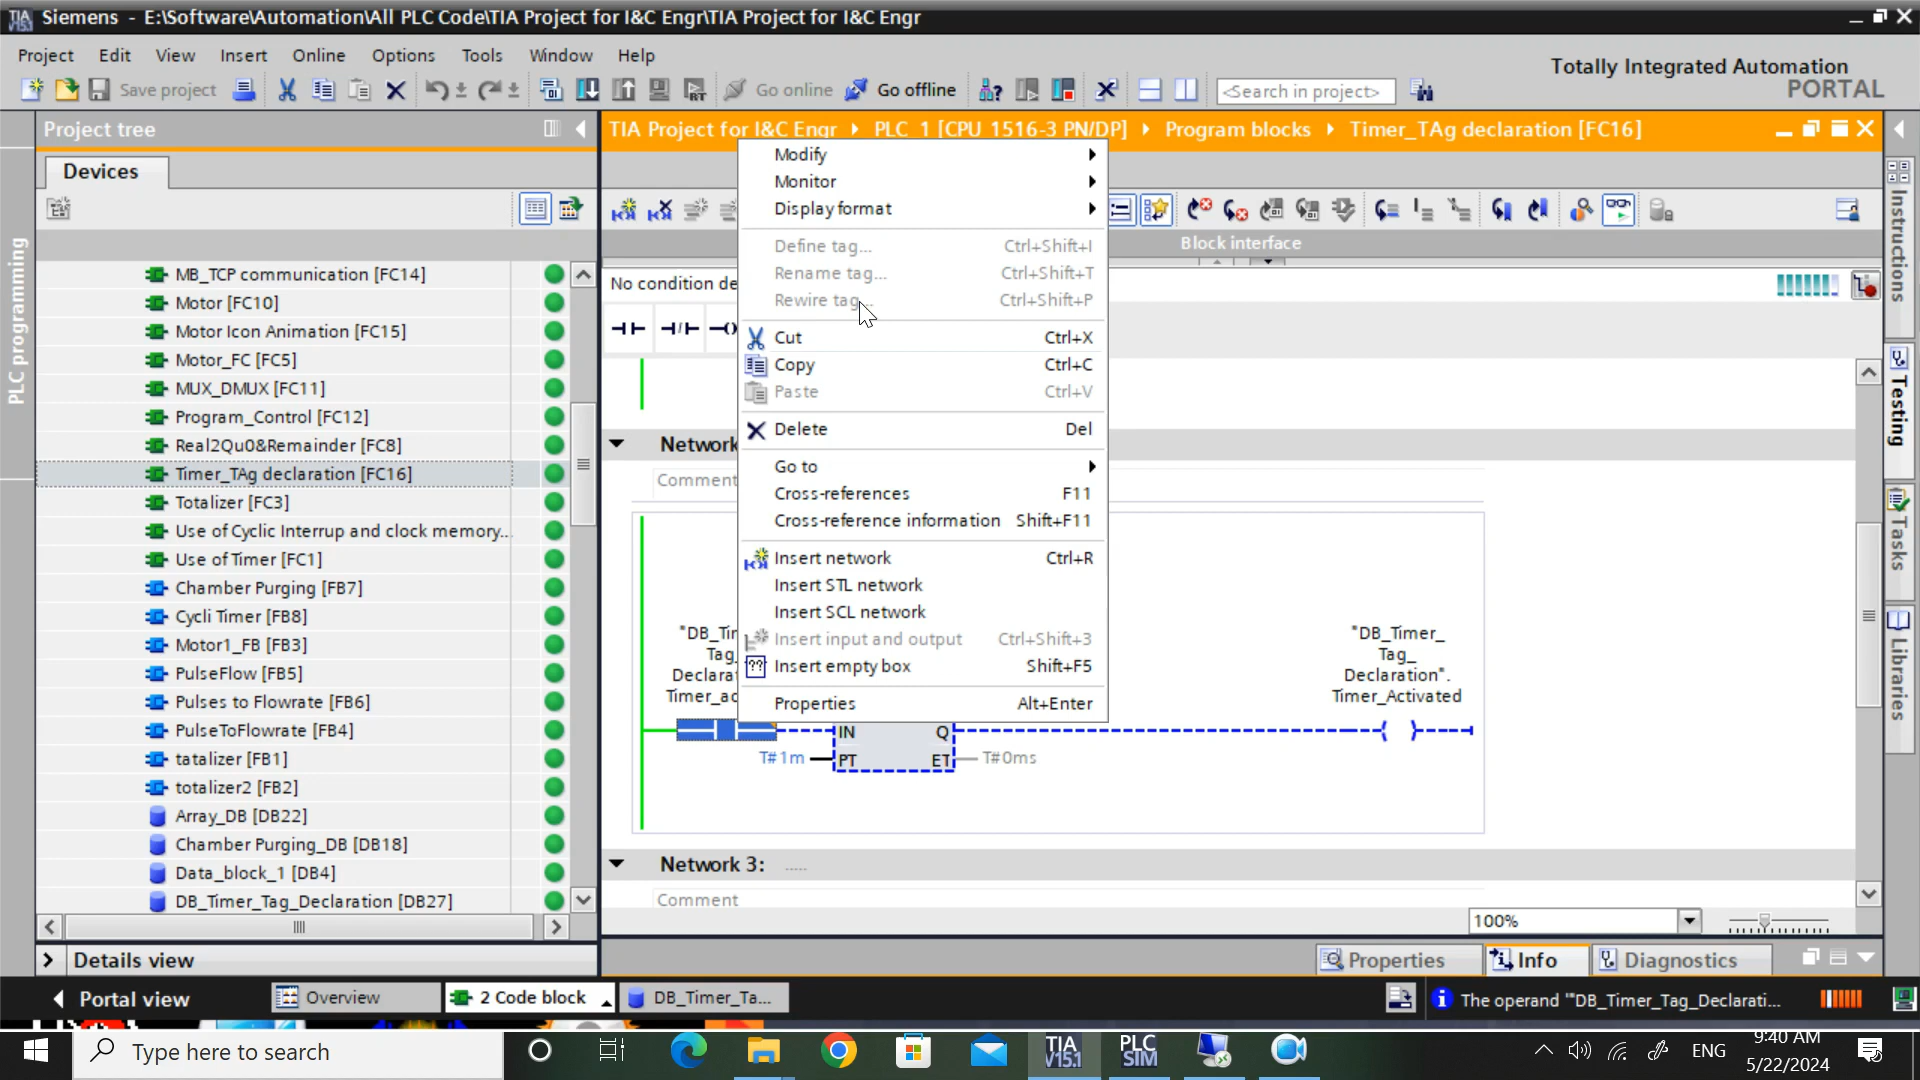 Siemens - E:\Software\Automation\All PLC Code\TIA Project for I&C Engr\TIA Project for I&C Engr
Project Edit View Insert Online Options Tools Window Help
Totally Integrated Automation
PORTAL
Save project
Go online Go offline
<Search in project>
Project tree
TIA Project for I&C Engr PLC_1 [CPU 1516-3 PN/DP] Program blocks Timer_TAg declaration [FC16]
Devices
PLC programming
MB_TCP communication [FC14]
Motor [FC10]
Motor Icon Animation [FC15]
Motor_FC [FC5]
MUX_DMUX [FC11]
Program_Control [FC12]
Real2Qu0&Remainder [FC8]
Timer_TAg declaration [FC16]
Totalizer [FC3]
Use of Cyclic Interrup and clock memory...
Use of Timer [FC1]
Chamber Purging [FB7]
Cycli Timer [FB8]
Motor1_FB [FB3]
PulseFlow [FB5]
Pulses to Flowrate [FB6]
PulseToFlowrate [FB4]
tatalizer [FB1]
totalizer2 [FB2]
Array_DB [DB22]
Chamber Purging_DB [DB18]
Data_block_1 [DB4]
DB_Timer_Tag_Declaration [DB27]
Details view
Block interface
No condition de
Modify
Monitor
Display format
Define tag... Ctrl+Shift+I
Rename tag... Ctrl+Shift+T
Rewire tag... Ctrl+Shift+P
Cut Ctrl+X
Copy Ctrl+C
Paste Ctrl+V
Delete Del
Go to
Cross-references F11
Cross-reference information Shift+F11
Insert network Ctrl+R
Insert STL network
Insert SCL network
Insert input and output Ctrl+Shift+3
Insert empty box Shift+F5
Properties Alt+Enter
Network
Comment
"DB_Tir
Tag_
Declarat
Timer_ac
IN Q
T#1m PT ET T#0ms
"DB_Timer_
Tag_
Declaration".
Timer_Activated
Network 3: .....
Comment
100%
Properties Info Diagnostics
Instructions
Testing
Tasks
Libraries
Portal view Overview 2 Code block DB_Timer_Ta...
The operand '"DB_Timer_Tag_Declarati...
Type here to search
TIA V15.1
PLC SIM
ENG
9:40 AM
5/22/2024